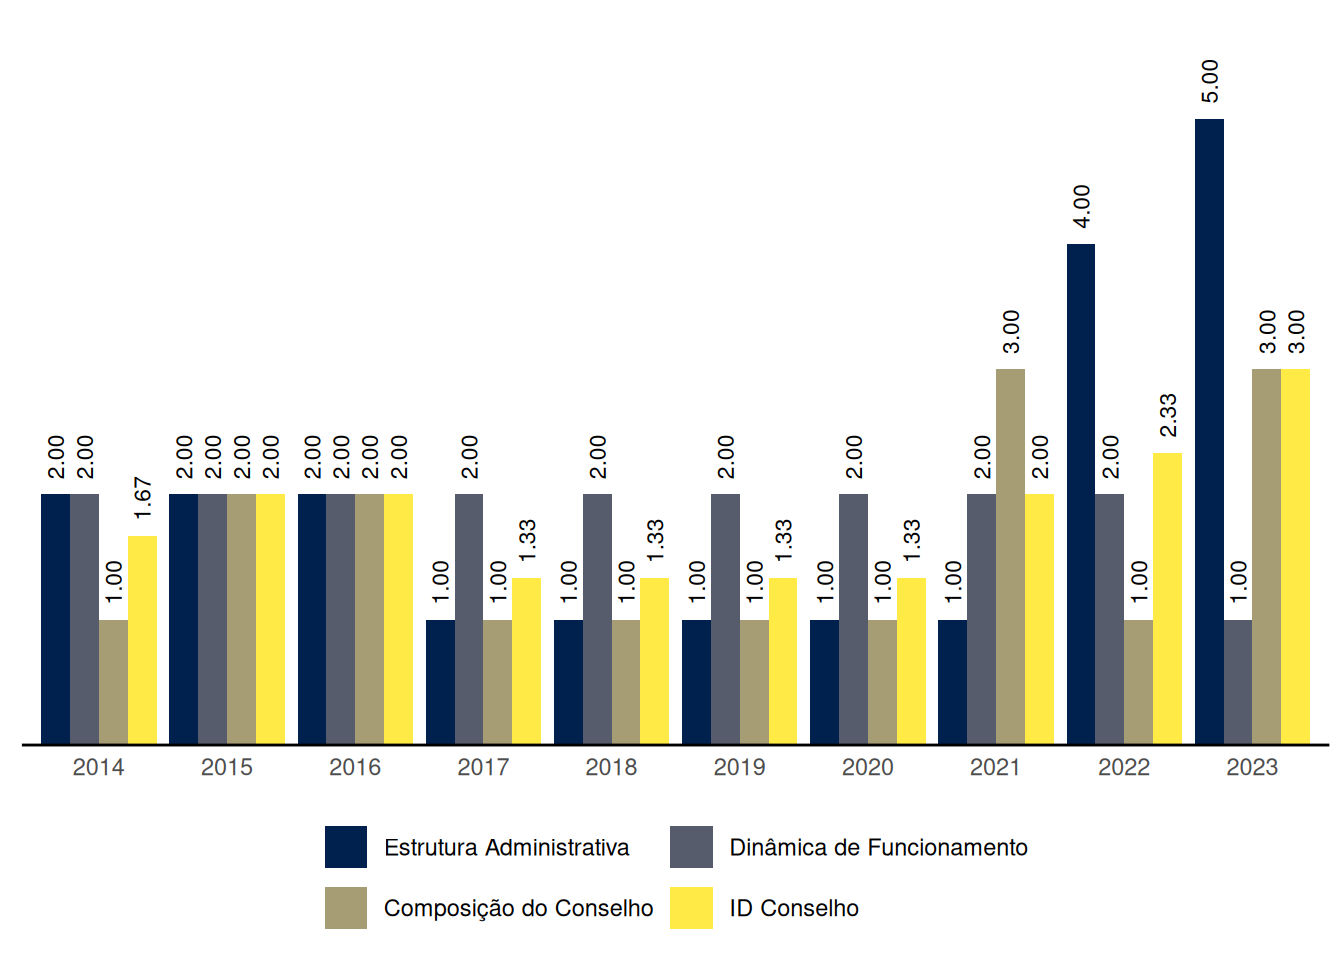 2.00 2.00 1.00 1.67
2.00 2.00 2.00 2.00
2.00 2.00 2.00 2.00
1.00 2.00 1.00 1.33
1.00 2.00 1.00 1.33
1.00 2.00 1.00 1.33
1.00 2.00 1.00 1.33
1.00 2.00 3.00 2.00
4.00 2.00 1.00 2.33
5.00 1.00 3.00 3.00
2014 2015 2016 2017 2018 2019 2020 2021 2022 2023
Estrutura Administrativa Dinâmica de Funcionamento
Composição do Conselho ID Conselho